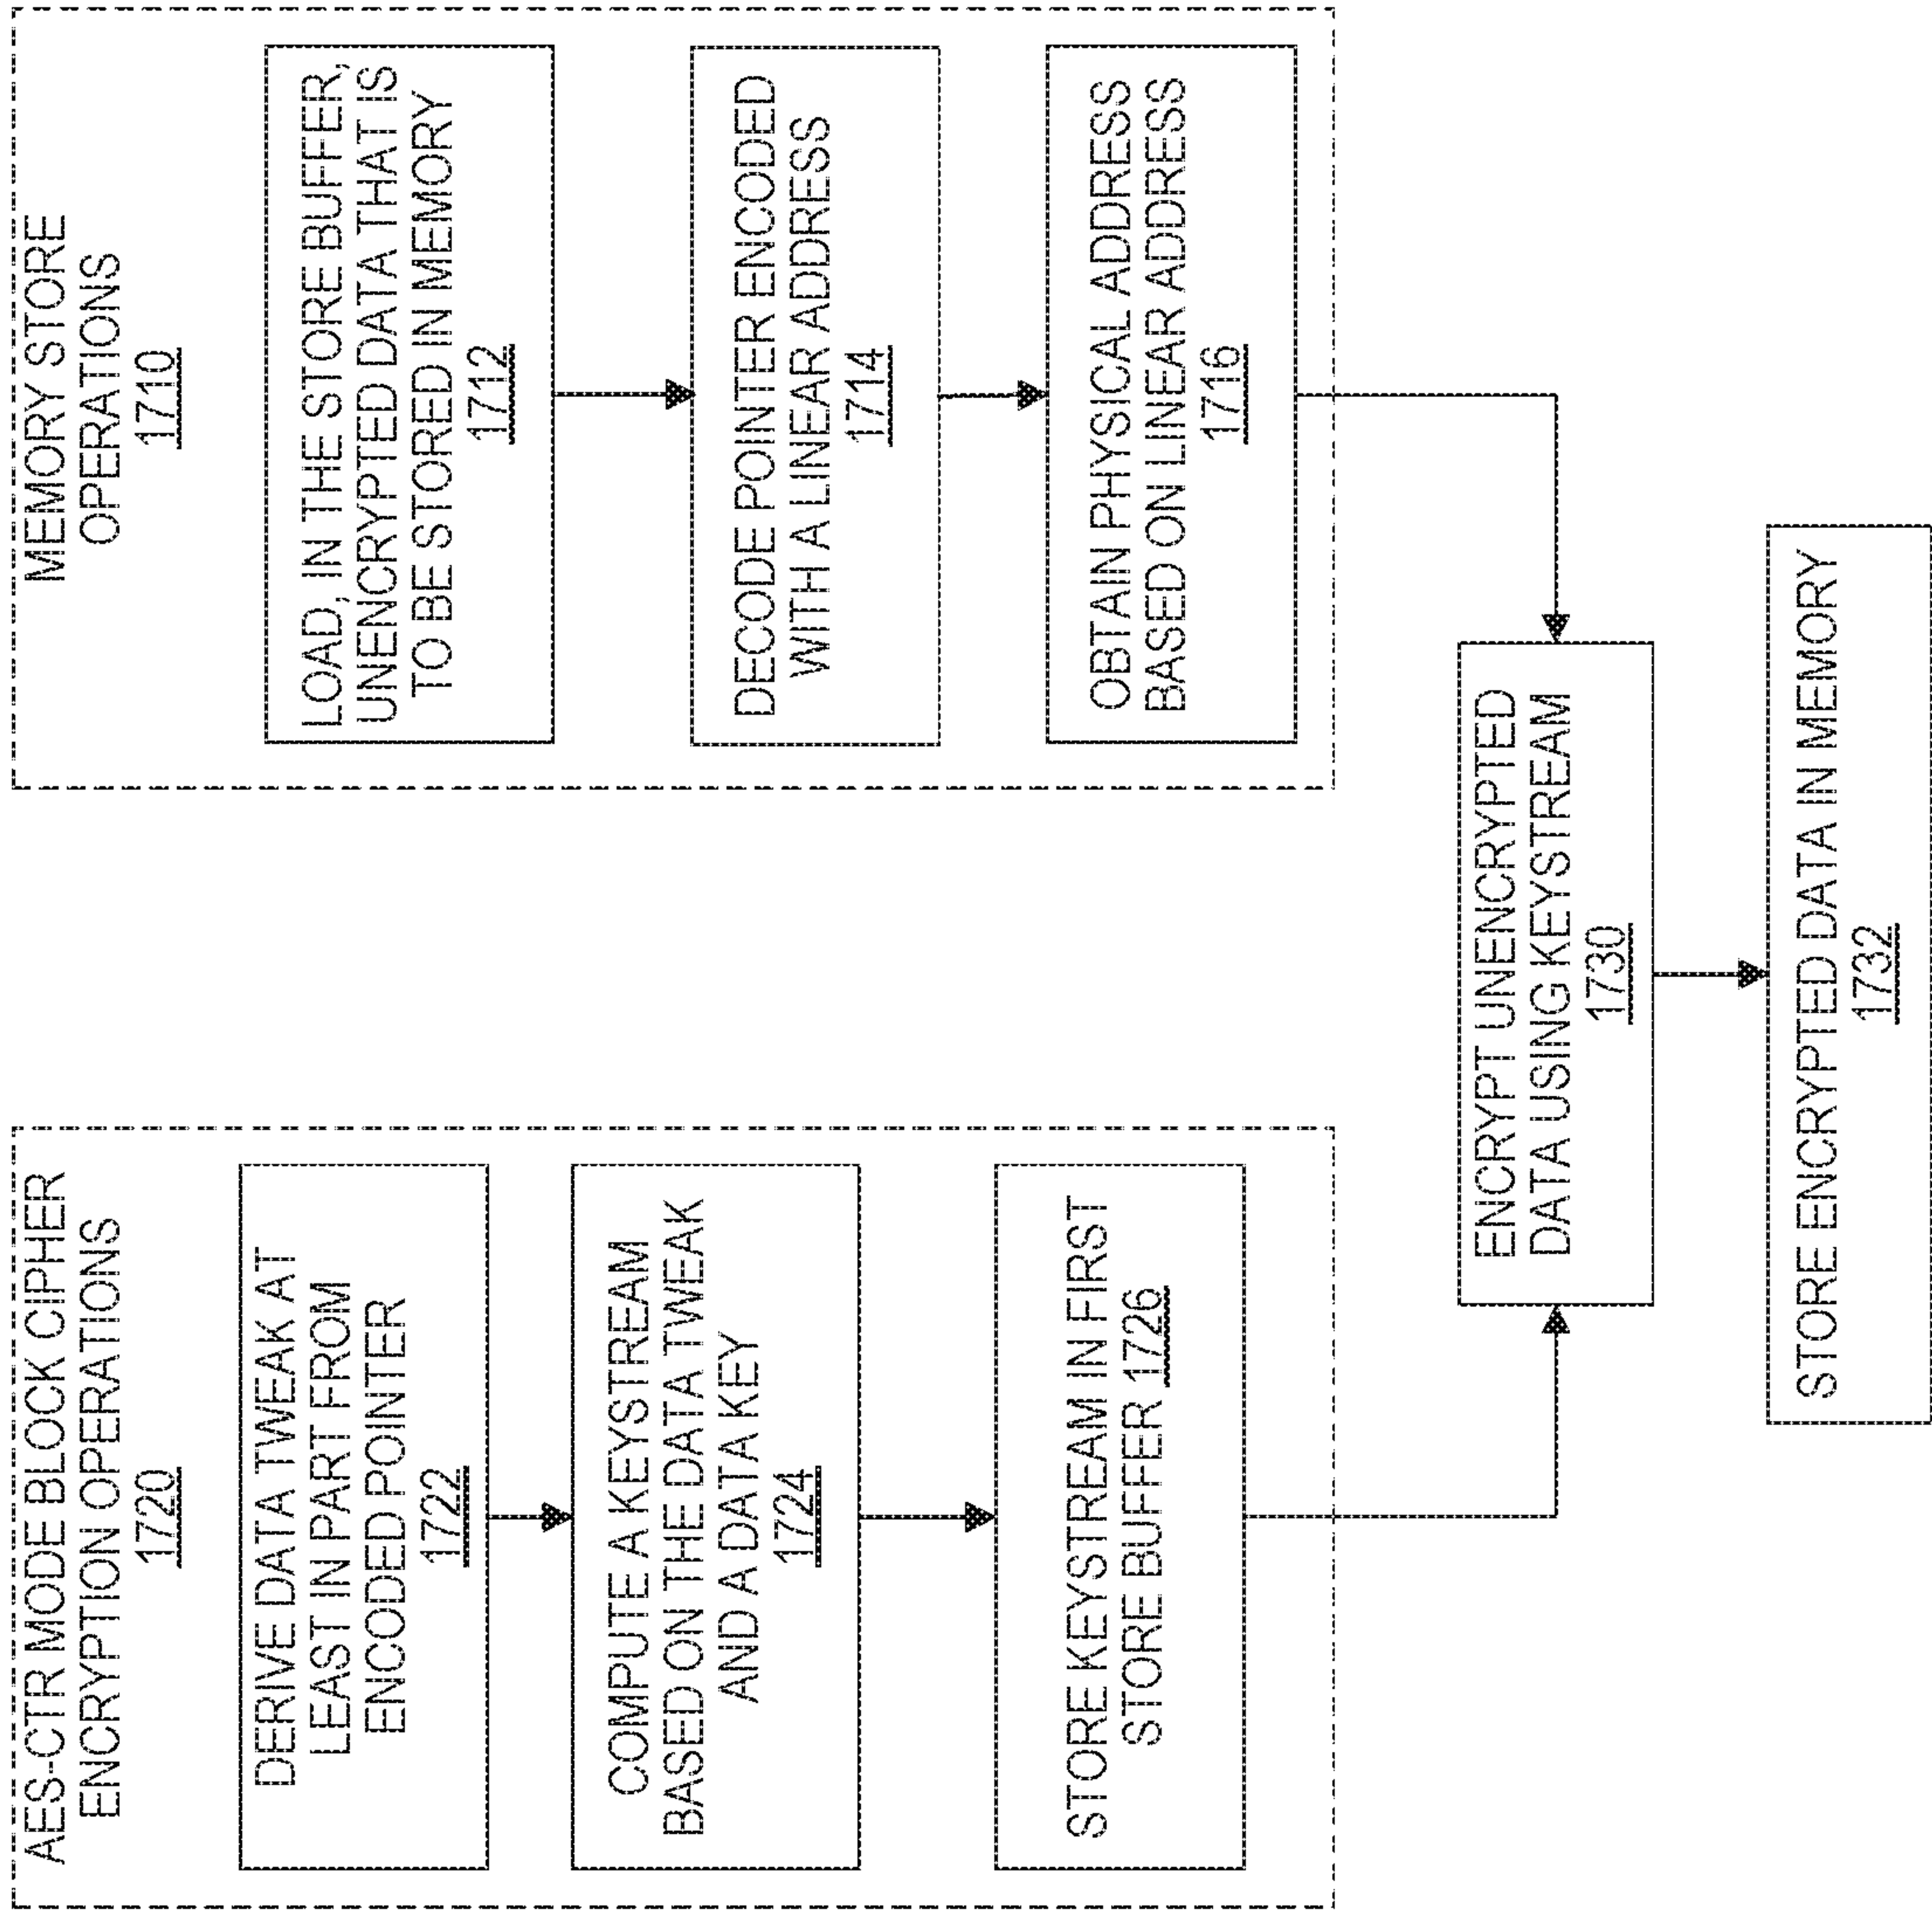 AES-CTR MODE BLOCK CIPHER
ENCRYPTION OPERATIONS
1720
DERIVE DATA TWEAK AT
LEAST IN PART FROM
ENCODED POINTER
1722
COMPUTE A KEYSTREAM
BASED ON THE DATA TWEAK
AND A DATA KEY
1724
STORE KEYSTREAM IN FIRST
STORE BUFFER 1726
MEMORY STORE
OPERATIONS
1710
LOAD, IN THE STORE BUFFER,
UNENCRYPTED DATA THAT IS
TO BE STORED IN MEMORY
1712
DECODE POINTER ENCODED
WITH A LINEAR ADDRESS
1714
OBTAIN PHYSICAL ADDRESS
BASED ON LINEAR ADDRESS
1716
ENCRYPT UNENCRYPTED
DATA USING KEYSTREAM
1730
STORE ENCRYPTED DATA IN MEMORY
1732